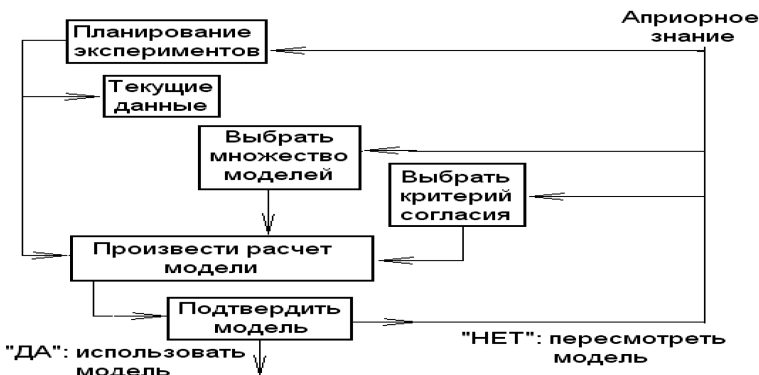 Априорное
знание
Планирование
экспериментов
Текущие
данные
Выбрать
множество
моделей
Выбрать
критерий
согласия
Произвести расчет
модели
Подтвердить
модель
"ДА": использовать
модель
"НЕТ": пересмотреть
модель